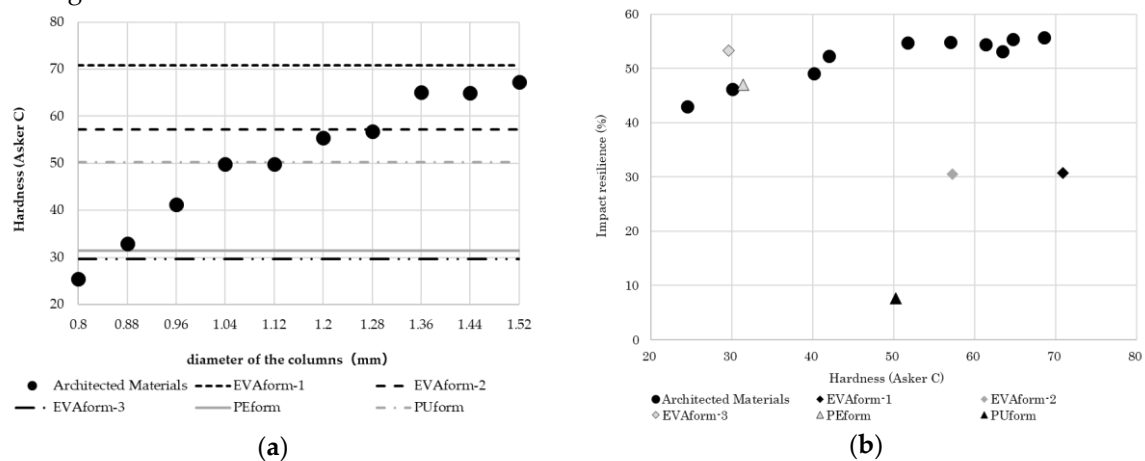 80
70
60
50
40
30
20
Hardness (Asker C)
0.8 0.88 0.96 1.04 1.12 1.2 1.28 1.36 1.44 1.52
diameter of the columns (mm)
Architected Materials EVAform-1 EVAform-2
EVAform-3 PEform PUform
(a)
60
50
40
30
20
10
0
Impact resilience (%)
20 30 40 50 60 70 80
Hardness (Asker C)
Architected Materials EVAform-1 EVAform-2
EVAform-3 PEform PUform
(b)